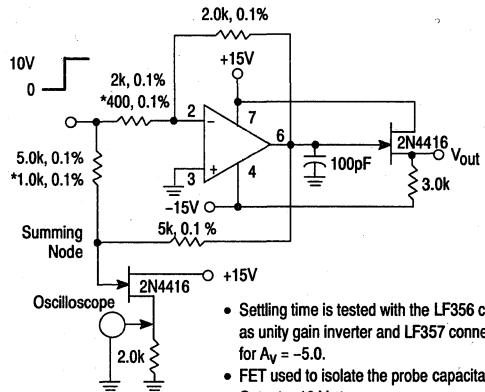 2.0k, 0.1%
+15V
10V
0
2k, 0.1%
*400, 0.1%
2
7
−
6
2N4416
Vout
5.0k, 0.1%
*1.0k, 0.1%
+
3
4
100pF
3.0k
−15V
Summing
Node
5k, 0.1 %
2N4416
+15V
Oscilloscope
2.0k
• Settling time is tested with the LF356 c
as unity gain inverter and LF357 conne
for AV = −5.0.
• FET used to isolate the probe capacita